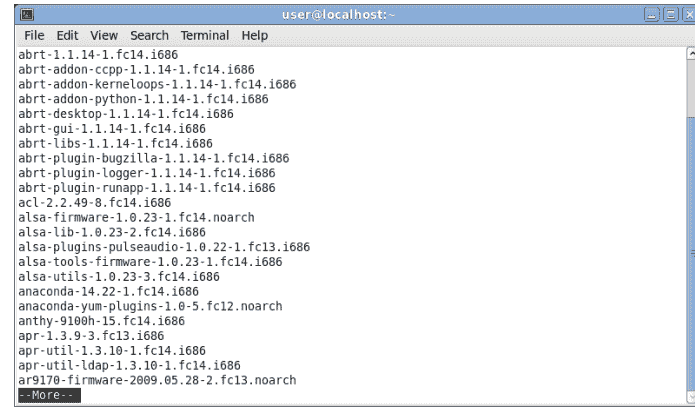 user@localhost:~
File Edit View Search Terminal Help
abrt-1.1.14-1.fc14.i686
abrt-addon-ccpp-1.1.14-1.fc14.i686
abrt-addon-kerneloops-1.1.14-1.fc14.i686
abrt-addon-python-1.1.14-1.fc14.i686
abrt-desktop-1.1.14-1.fc14.i686
abrt-gui-1.1.14-1.fc14.i686
abrt-libs-1.1.14-1.fc14.i686
abrt-plugin-bugzilla-1.1.14-1.fc14.i686
abrt-plugin-logger-1.1.14-1.fc14.i686
abrt-plugin-runapp-1.1.14-1.fc14.i686
acl-2.2.49-8.fc14.i686
alsa-firmware-1.0.23-1.fc14.noarch
alsa-lib-1.0.23-2.fc14.i686
alsa-plugins-pulseaudio-1.0.22-1.fc13.i686
alsa-tools-firmware-1.0.23-1.fc14.i686
alsa-utils-1.0.23-3.fc14.i686
anaconda-14.22-1.fc14.i686
anaconda-yum-plugins-1.0-5.fc12.noarch
anthy-9100h-15.fc14.i686
apr-1.3.9-3.fc13.i686
apr-util-1.3.10-1.fc14.i686
apr-util-ldap-1.3.10-1.fc14.i686
ar9170-firmware-2009.05.28-2.fc13.noarch
--More--